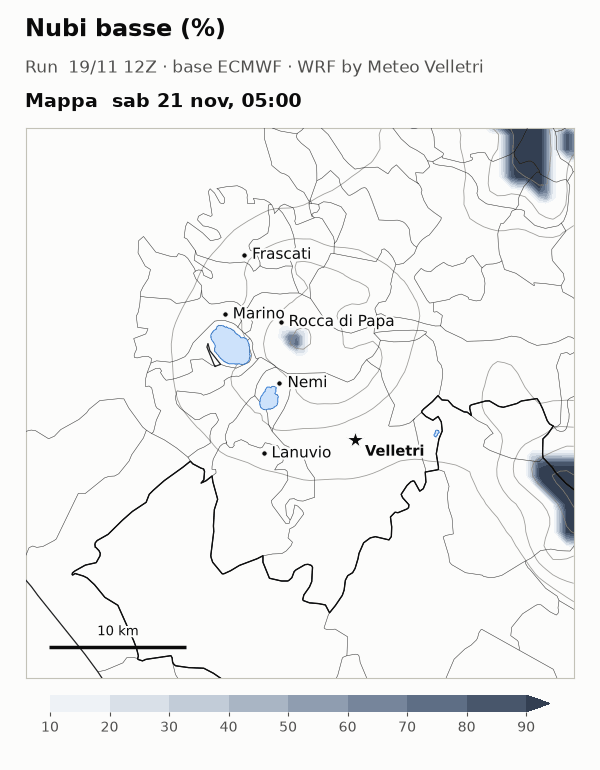 Nubi basse (%)
Run  19/11 12Z · base ECMWF · WRF by Meteo Velletri
Mappa  sab 21 nov, 05:00
Frascati
Marino
Rocca di Papa
Nemi
Velletri
Lanuvio
10 km
10 20 30 40 50 60 70 80 90